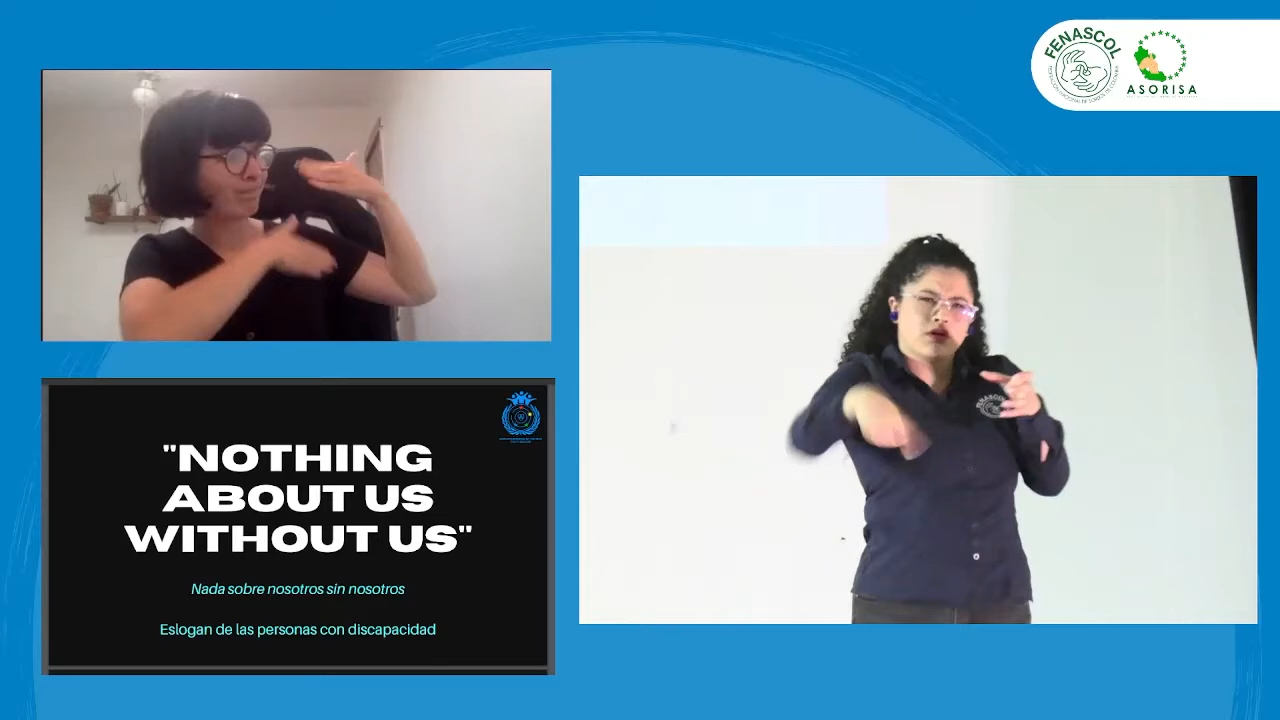 FENASCOL
ASORISA
"NOTHING
ABOUT US
WITHOUT US"
Nada sobre nosotros sin nosotros
Eslogan de las personas con discapacidad